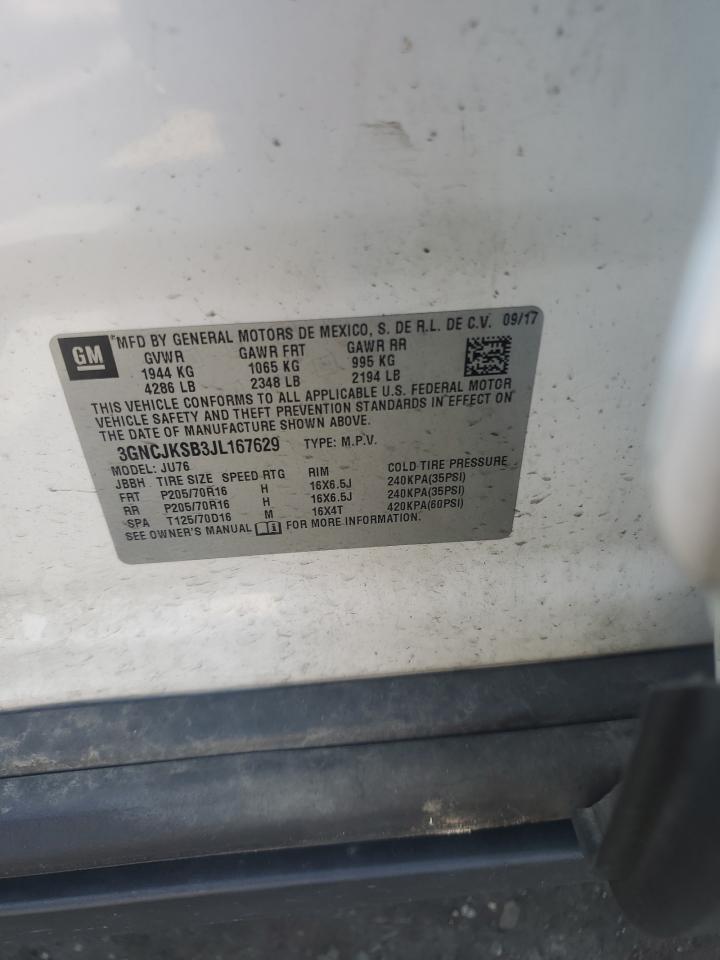 GM MFD BY GENERAL MOTORS DE MEXICO, S. DE R.L. DE C.V. 09/17
GVWR GAWR FRT GAWR RR
1944 KG 1065 KG 995 KG
4286 LB 2348 LB 2194 LB
THIS VEHICLE CONFORMS TO ALL APPLICABLE U.S. FEDERAL MOTOR
VEHICLE SAFETY AND THEFT PREVENTION STANDARDS IN EFFECT ON
THE DATE OF MANUFACTURE SHOWN ABOVE.
3GNCJKSB3JL167629 TYPE: M.P.V.
MODEL: JU76
JBBH TIRE SIZE SPEED RTG RIM COLD TIRE PRESSURE
FRT P205/70R16 H 16X6.5J 240KPA(35PSI)
RR P205/70R16 H 16X6.5J 240KPA(35PSI)
SPA T125/70D16 M 16X4T 420KPA(60PSI)
SEE OWNER'S MANUAL FOR MORE INFORMATION.